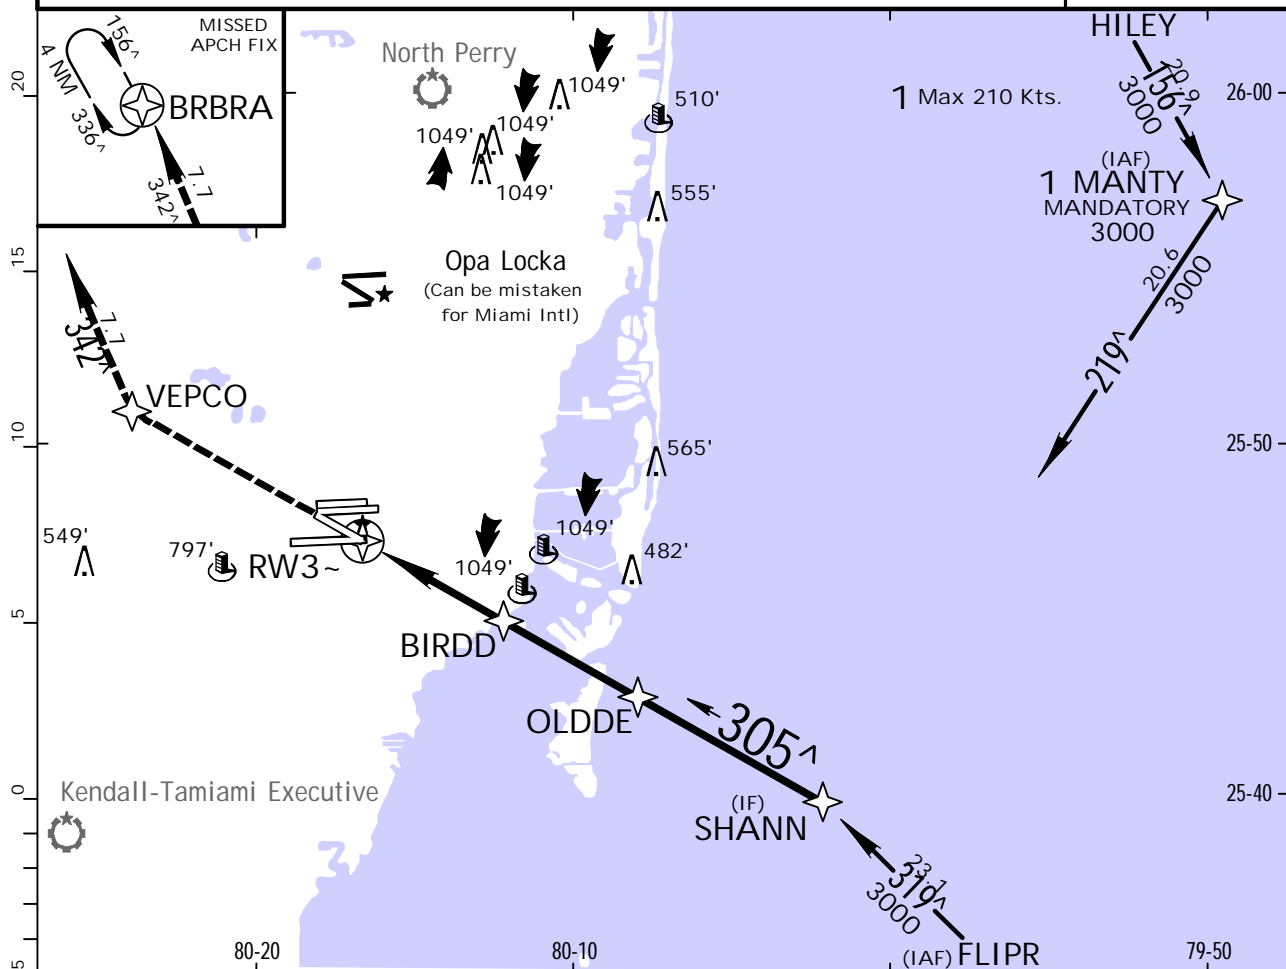 MISSED
APCH FIX
156^
4 NM
336^
BRBRA
7.7
342^
North Perry
1049'
1049'
1049'
1049'
510'
555'
1 Max 210 Kts.
HILEY
20.9
156^
3000
(IAF)
1 MANTY
MANDATORY
3000
26-00
20.6
3000
219^
Opa Locka
(Can be mistaken
for Miami Intl)
7.7
342^
VEPCO
565'
25-50
549'
797'
RW3~
1049'
1049'
482'
BIRDD
OLDDE
305^
(IF)
SHANN
25-40
Kendall-Tamiami Executive
23.1
319^
3000
(IAF) FLIPR
80-20
80-10
79-50
20
15
10
5
0
5